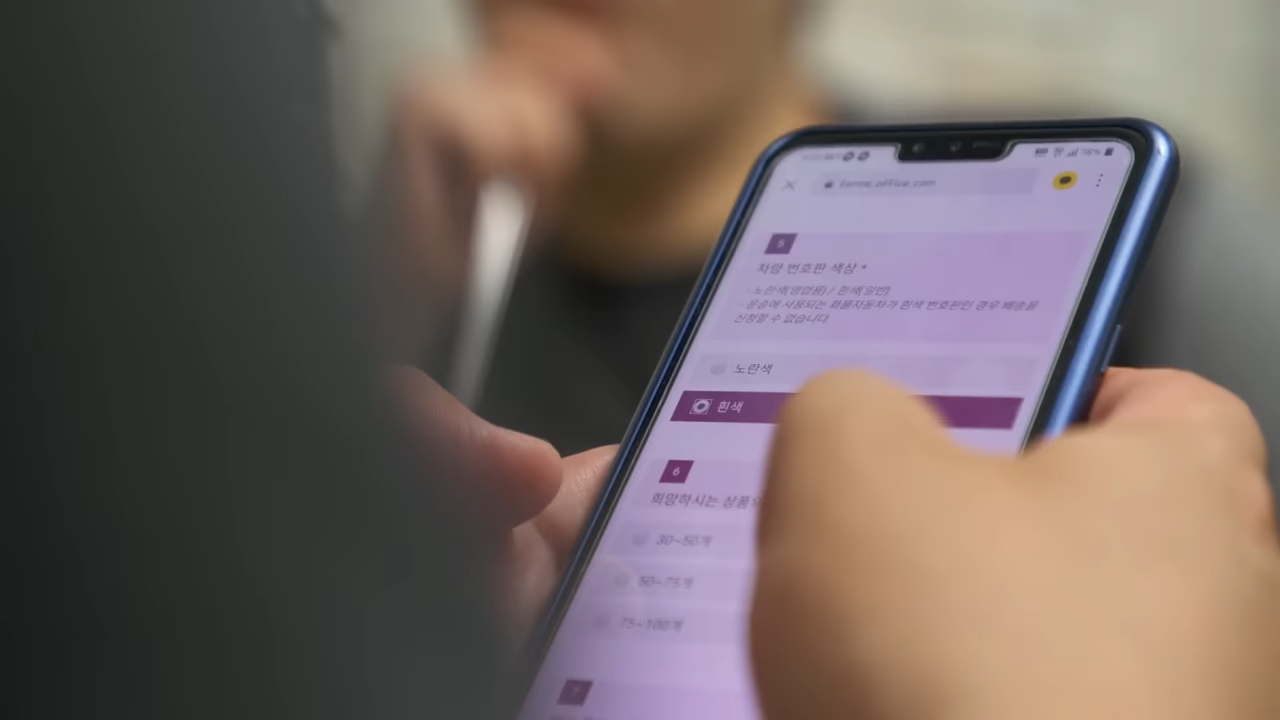 78%
forms.office.com
5
차량 번호판 색상 *
- 노란색(영업용) / 흰색(일반)
- 운송에 사용되는 화물자동차가 흰색 번호판인 경우 배송을
신청할 수 없습니다.
노란색
흰색
6
희망하시는 상품의
30~50개
50~75개
75~100개
7